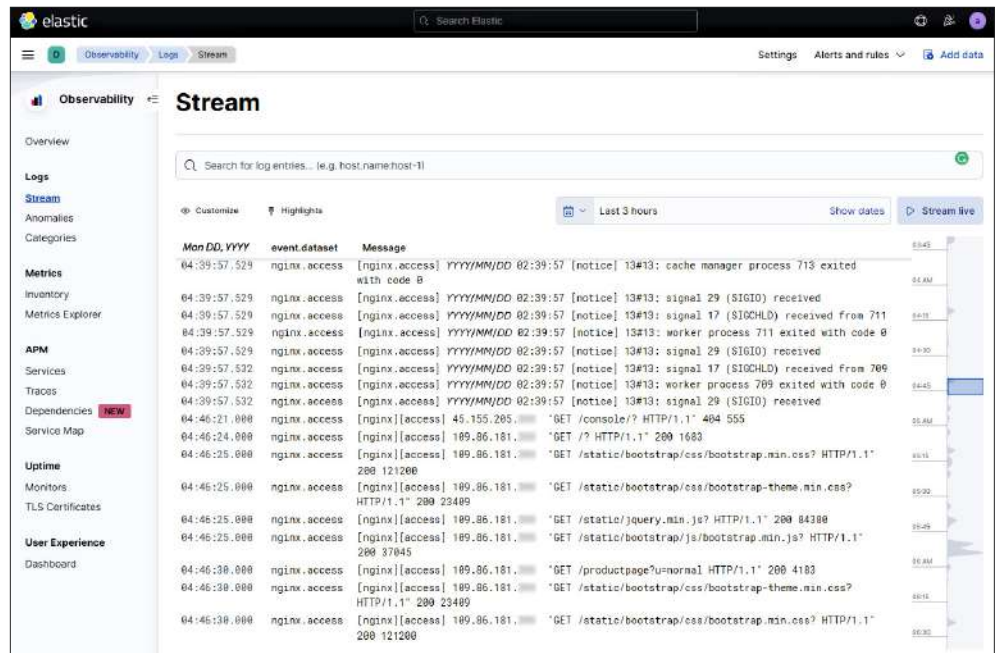 elastic
Search Elastic
a
D
Observability
Logs
Stream
Settings
Alerts and rules
Add data
Observability
Stream
Overview
Search for log entries... (e.g. host.name:host-1)
Logs
Stream
Anomalies
Categories
Customize
Highlights
Last 3 hours
Show dates
Stream live
Metrics
Inventory
Metrics Explorer
APM
Services
Traces
Dependencies NEW
Service Map
Uptime
Monitors
TLS Certificates
User Experience
Dashboard
Mon DD, YYYY event.dataset Message
04:39:57.529 nginx.access [nginx.access] YYYY/MM/DD 02:39:57 [notice] 13#13: cache manager process 713 exited
with code 0
04:39:57.529 nginx.access [nginx.access] YYYY/MM/DD 02:39:57 [notice] 13#13: signal 29 (SIGIO) received
04:39:57.529 nginx.access [nginx.access] YYYY/MM/DD 02:39:57 [notice] 13#13: signal 17 (SIGCHLD) received from 711
04:39:57.529 nginx.access [nginx.access] YYYY/MM/DD 02:39:57 [notice] 13#13: worker process 711 exited with code 0
04:39:57.529 nginx.access [nginx.access] YYYY/MM/DD 02:39:57 [notice] 13#13: signal 29 (SIGIO) received
04:39:57.532 nginx.access [nginx.access] YYYY/MM/DD 02:39:57 [notice] 13#13: signal 17 (SIGCHLD) received from 709
04:39:57.532 nginx.access [nginx.access] YYYY/MM/DD 02:39:57 [notice] 13#13: worker process 709 exited with code 0
04:39:57.532 nginx.access [nginx.access] YYYY/MM/DD 02:39:57 [notice] 13#13: signal 29 (SIGIO) received
04:46:21.000 nginx.access [nginx][access] 45.155.205. "GET /console/? HTTP/1.1" 404 555
04:46:24.000 nginx.access [nginx][access] 109.86.181. "GET /? HTTP/1.1" 200 1683
04:46:25.000 nginx.access [nginx][access] 109.86.181. "GET /static/bootstrap/css/bootstrap.min.css? HTTP/1.1"
200 121200
04:46:25.000 nginx.access [nginx][access] 109.86.181. "GET /static/bootstrap/css/bootstrap-theme.min.css?
HTTP/1.1" 200 23409
04:46:25.000 nginx.access [nginx][access] 109.86.181. "GET /static/jquery.min.js? HTTP/1.1" 200 84380
04:46:25.000 nginx.access [nginx][access] 109.86.181. "GET /static/bootstrap/js/bootstrap.min.js? HTTP/1.1"
200 37045
04:46:30.000 nginx.access [nginx][access] 109.86.181. "GET /productpage?u=normal HTTP/1.1" 200 4183
04:46:30.000 nginx.access [nginx][access] 109.86.181. "GET /static/bootstrap/css/bootstrap-theme.min.css?
HTTP/1.1" 200 23409
04:46:30.000 nginx.access [nginx][access] 109.86.181. "GET /static/bootstrap/css/bootstrap.min.css? HTTP/1.1"
200 121200
03:45
04 AM
04:15
04:30
04:45
05 AM
05:15
05:45
06 AM
06:15
06:30